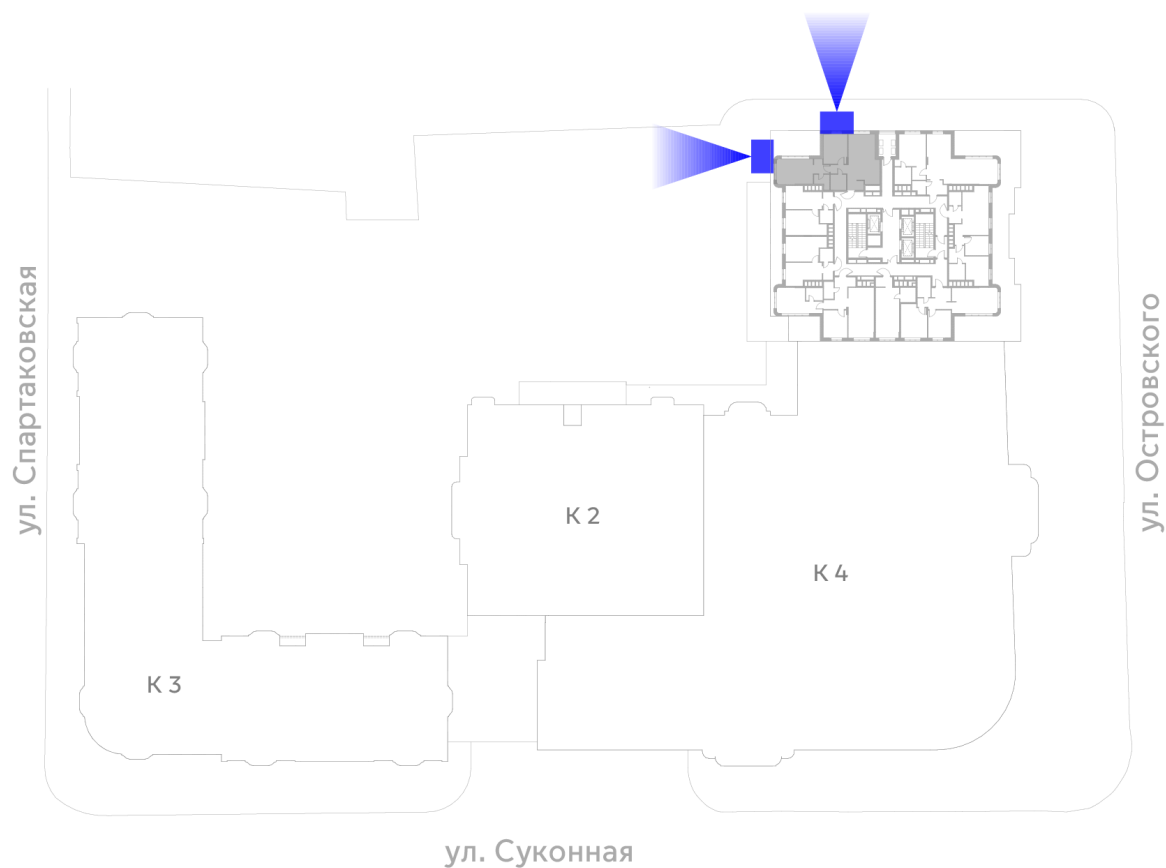 ул. Спартаковская
ул. Островского
К 2
К 4
К 3
ул. Суконная